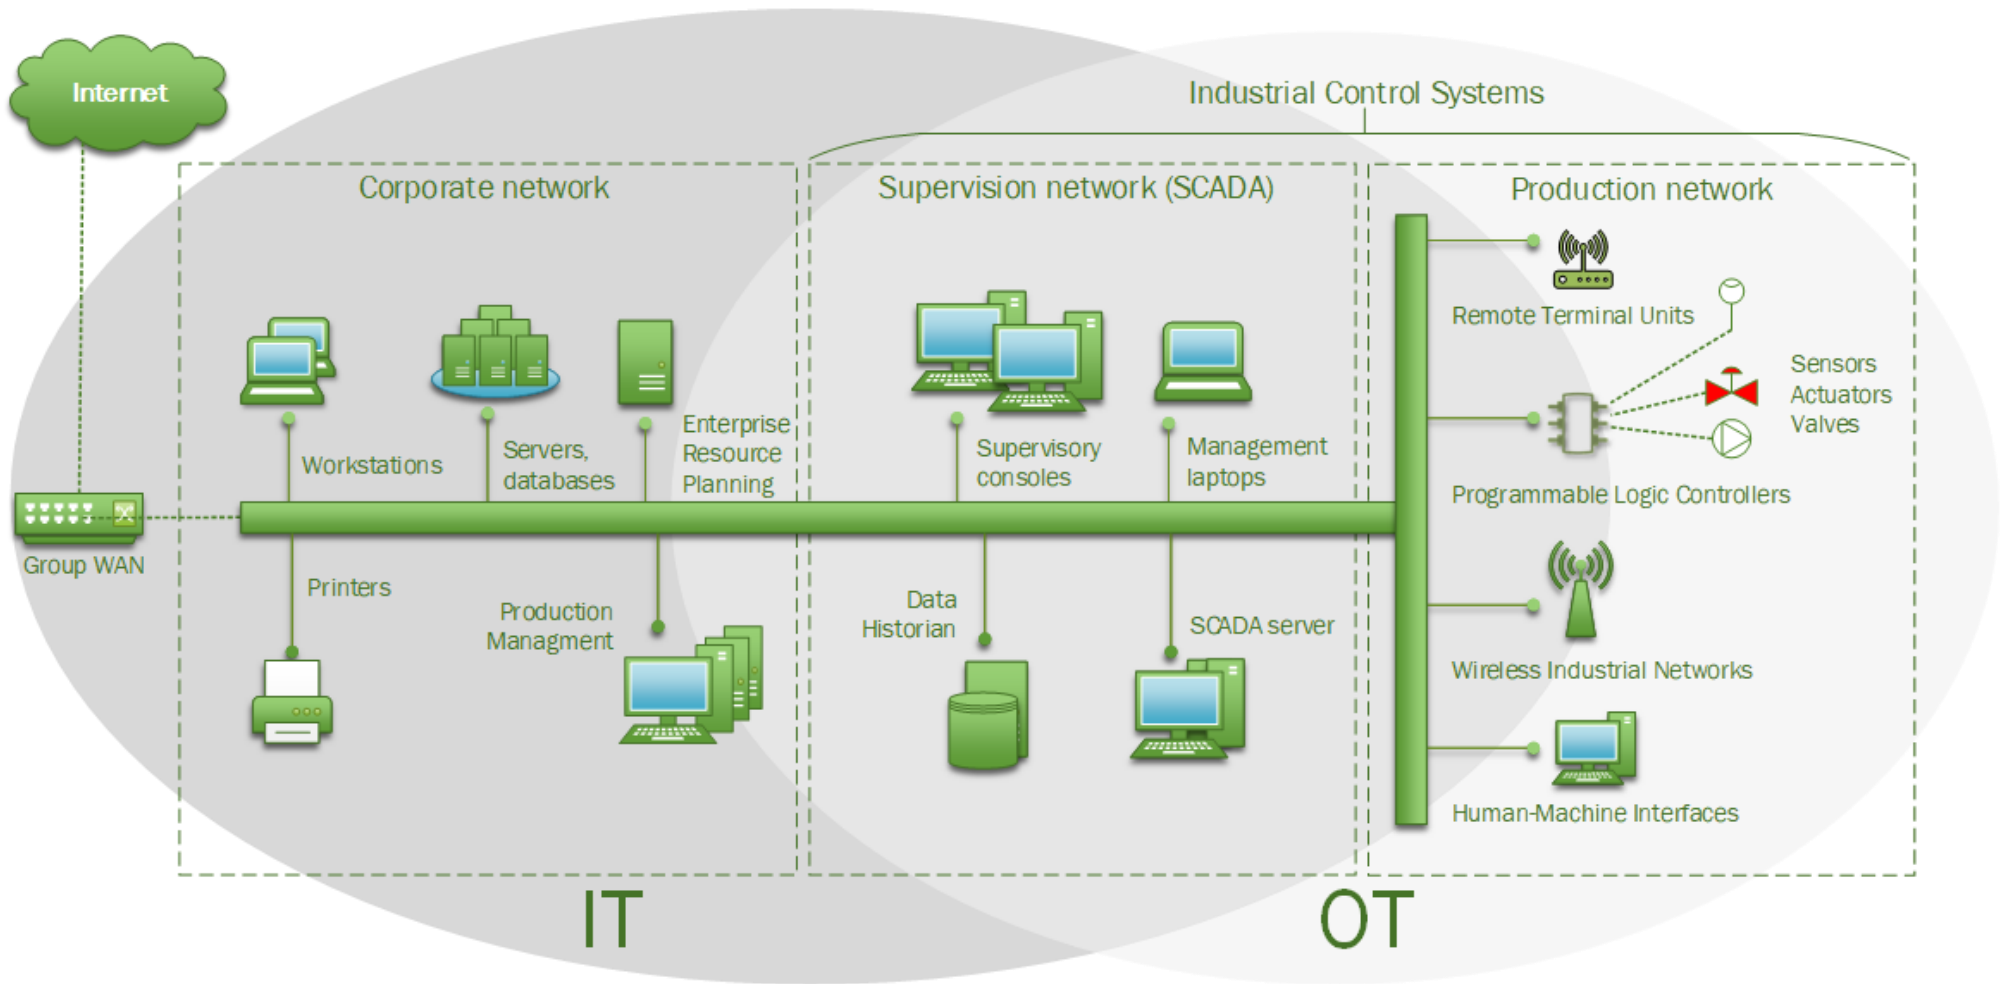 Internet
Industrial Control Systems
Corporate network
Supervision network (SCADA)
Production network
Remote Terminal Units
Sensors
Actuators
Valves
Enterprise
Resource
Planning
Workstations
Servers,
databases
Supervisory
consoles
Management
laptops
Programmable Logic Controllers
Group WAN
Printers
Production
Managment
Data
Historian
SCADA server
Wireless Industrial Networks
Human-Machine Interfaces
IT
OT